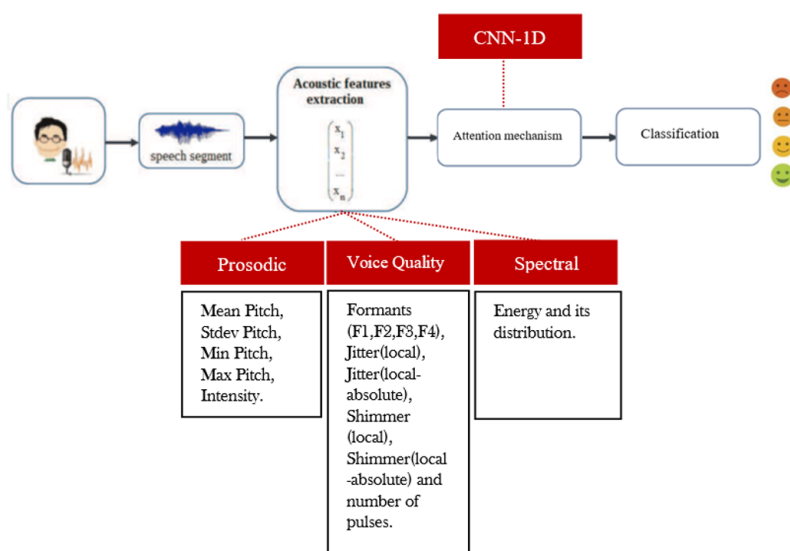 CNN-1D
Acoustic features
extraction
x1
x2
...
xn
speech segment
Attention mechanism
Classification
Prosodic
Voice Quality
Spectral
Mean Pitch,
Stdev Pitch,
Min Pitch,
Max Pitch,
Intensity.
Formants
(F1,F2,F3,F4),
Jitter(local),
Jitter(local-
absolute),
Shimmer
(local),
Shimmer(local
-absolute) and
number of
pulses.
Energy and its
distribution.